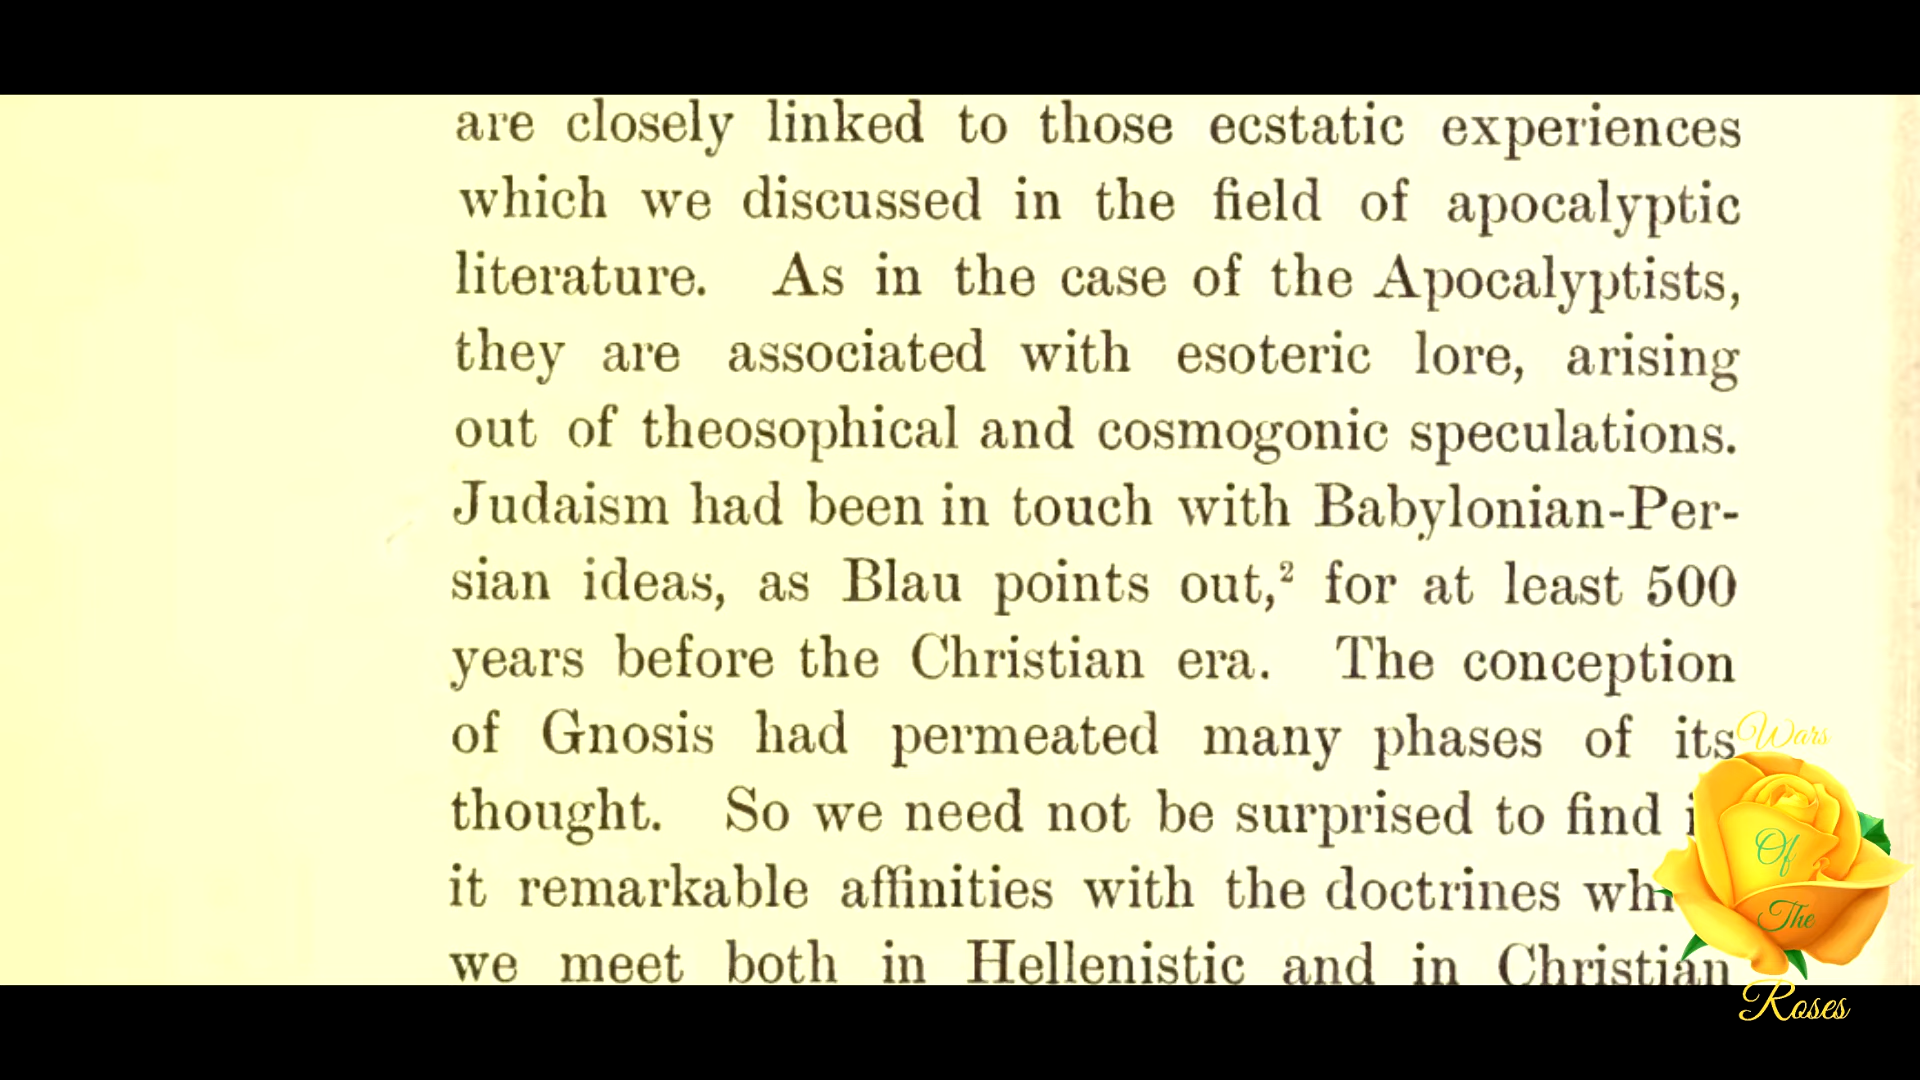 are closely linked to those ecstatic experiences
which we discussed in the field of apocalyptic
literature. As in the case of the Apocalyptists,
they are associated with esoteric lore, arising
out of theosophical and cosmogonic speculations.
Judaism had been in touch with Babylonian-Per-
sian ideas, as Blau points out,² for at least 500
years before the Christian era. The conception
of Gnosis had permeated many phases of its
thought. So we need not be surprised to find
it remarkable affinities with the doctrines
we meet both in Hellenistic and in Christian
Wars
Of
The
Roses